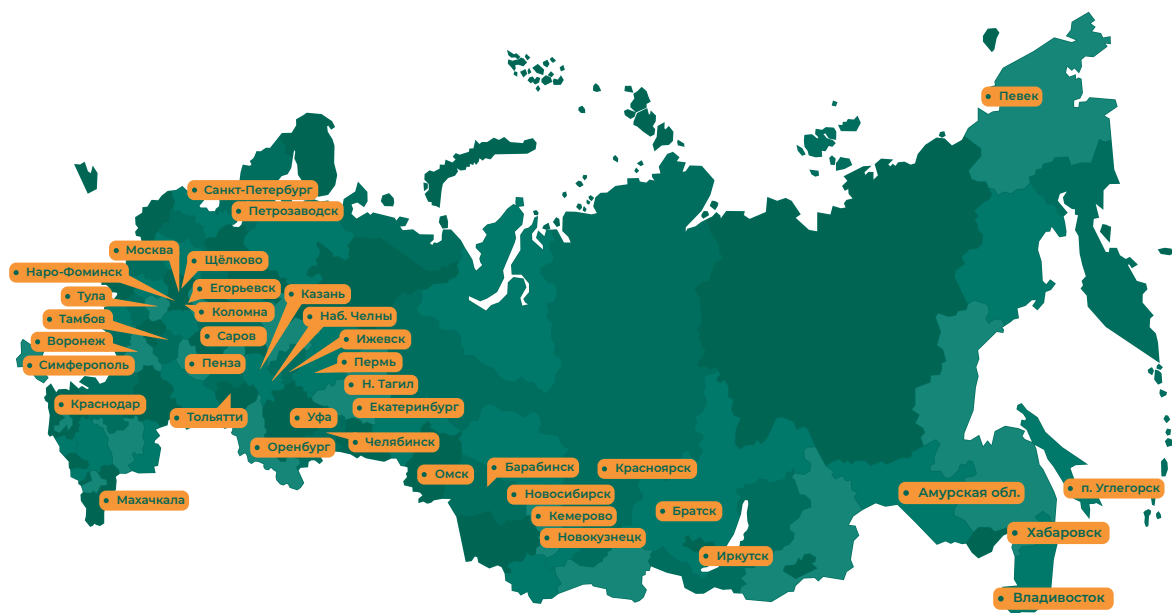 Певек
Санкт-Петербург
Петрозаводск
Москва
Щёлково
Наро-Фоминск
Егорьевск
Казань
Тула
Коломна
Наб. Челны
Тамбов
Саров
Ижевск
Воронеж
Симферополь
Пенза
Пермь
Н. Тагил
Краснодар
Екатеринбург
Тольятти
Уфа
Челябинск
Оренбург
Омск
Барабинск
Красноярск
Махачкала
Новосибирск
Амурская обл.
п. Углегорск
Кемерово
Братск
Новокузнецк
Хабаровск
Иркутск
Владивосток